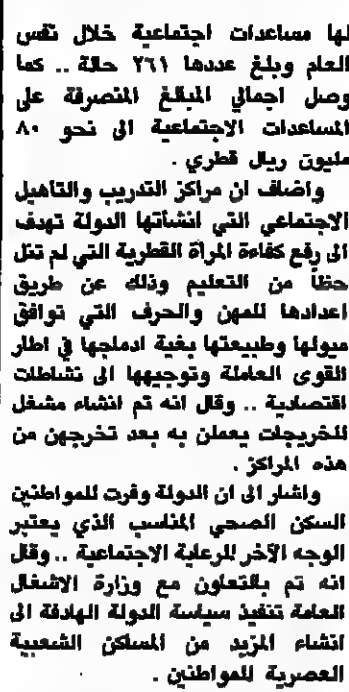 لها مساعدات اجتماعية خلال نفس
العام وبلغ عددها ٢٦١ حالة .. كما
وصل اجمالي المبالغ المنصرفة على
المساعدات الاجتماعية الى نحو ٨٠
مليون ريال قطري .
واضاف ان مراكز التدريب والتأهيل
الاجتماعي التي انشأتها الدولة تهدف
الى رفع كفاءة المرأة القطرية التي لم تنل
حظاً من التعليم وذلك عن طريق
اعدادها للمهن والحرف التي توافق
ميولها وطبيعتها بغية ادماجها في اطار
القوى العاملة وتوجيهها الى نشاطات
اقتصادية .. وقال انه تم انشاء مشغل
للخريجات يعملن به بعد تخرجهن من
هذه المراكز .
واشار الى ان الدولة وفرت للمواطنين
السكن الصحي المناسب الذي يعتبر
الوجه الآخر للرعاية الاجتماعية .. وقال
انه تم بالتعاون مع وزارة الاشغال
العامة تنفيذ سياسة الدولة الهادفة الى
انشاء المزيد من المساكن الشعبية
العصرية للمواطنين .